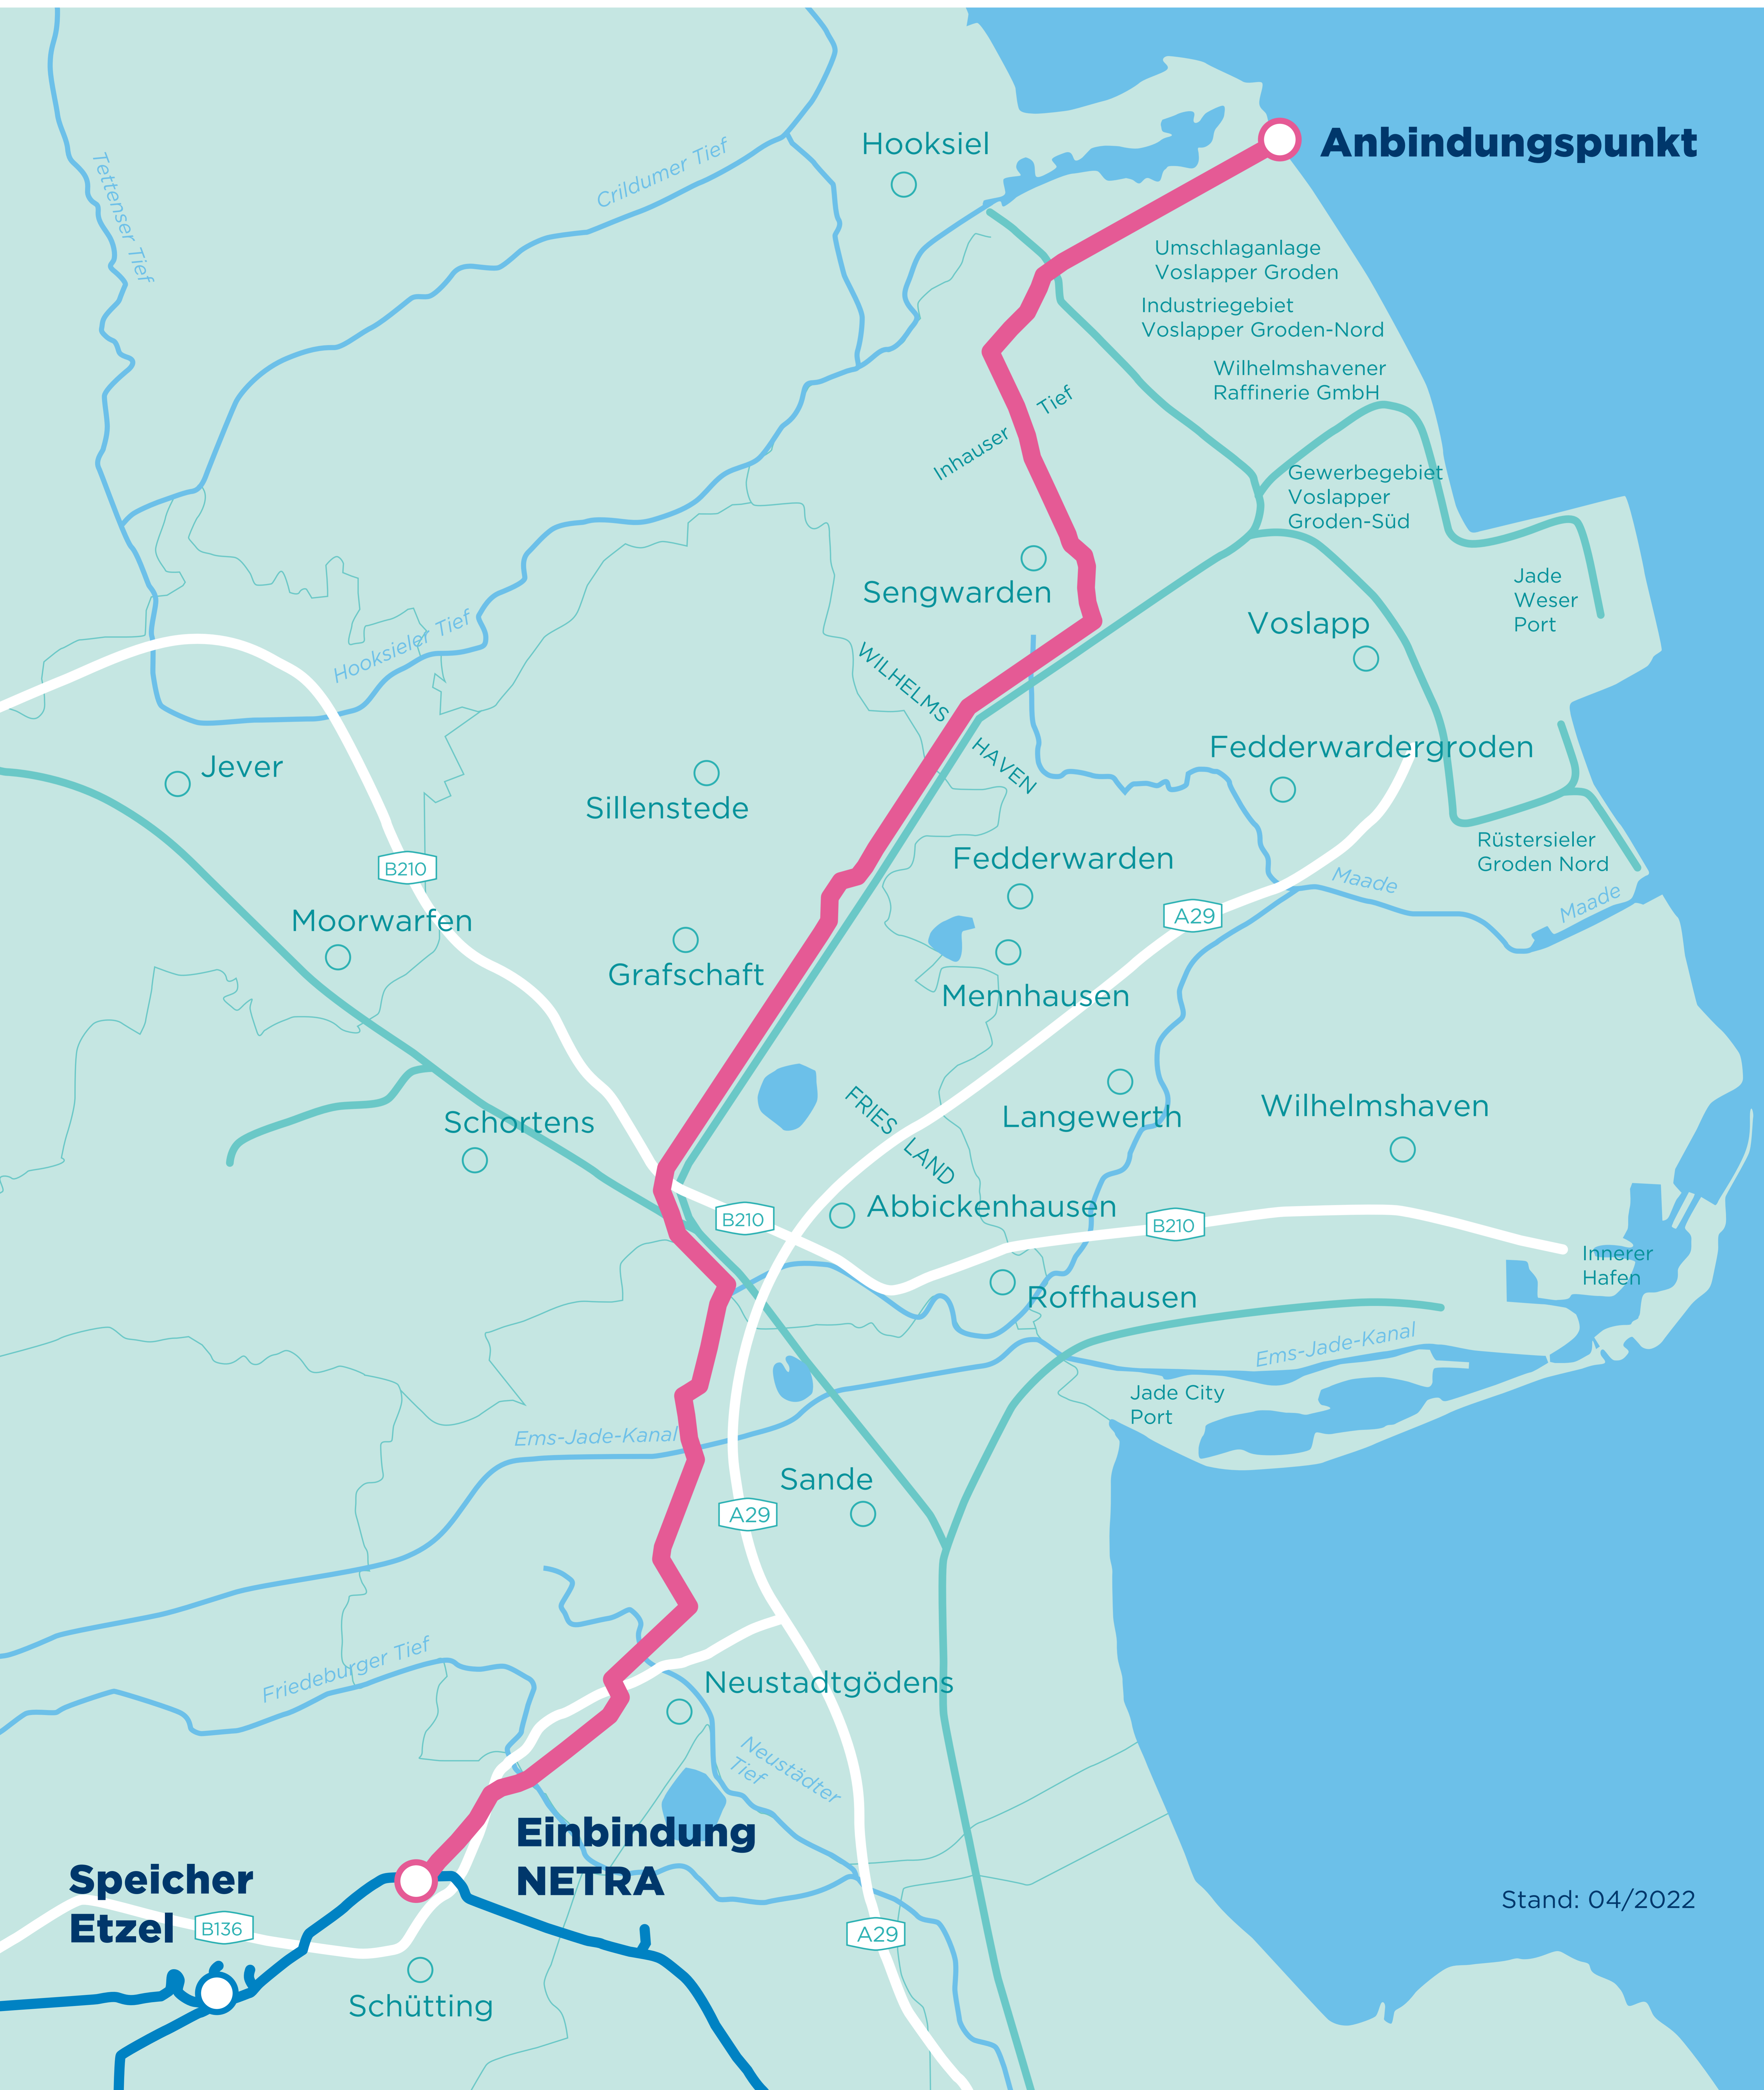 Hooksiel
Anbindungspunkt
Tettenser Tief
Crildumer Tief
Umschlaganlage
Voslapper Groden
Industriegebiet
Voslapper Groden-Nord
Wilhelmshavener
Raffinerie GmbH
Inhauser Tief
Gewerbegebiet
Voslapper
Groden-Süd
Sengwarden
Jade
Weser
Port
Voslapp
Hooksieler Tief
WILHELMS
HAVEN
Fedderwardergroden
Jever
Sillenstede
Rüstersieler
Groden Nord
Fedderwarden
B210
Maade
Maade
A29
Moorwarfen
Grafschaft
Mennhausen
FRIES LAND
Langewerth
Wilhelmshaven
Schortens
Abbickenhausen
B210
B210
Innerer
Hafen
Roffhausen
Ems-Jade-Kanal
Jade City
Port
Ems-Jade-Kanal
Sande
A29
Friedeburger Tief
Neustadtgödens
Neustädter
Tief
Einbindung
NETRA
Speicher
Etzel
B136
A29
Stand: 04/2022
Schütting